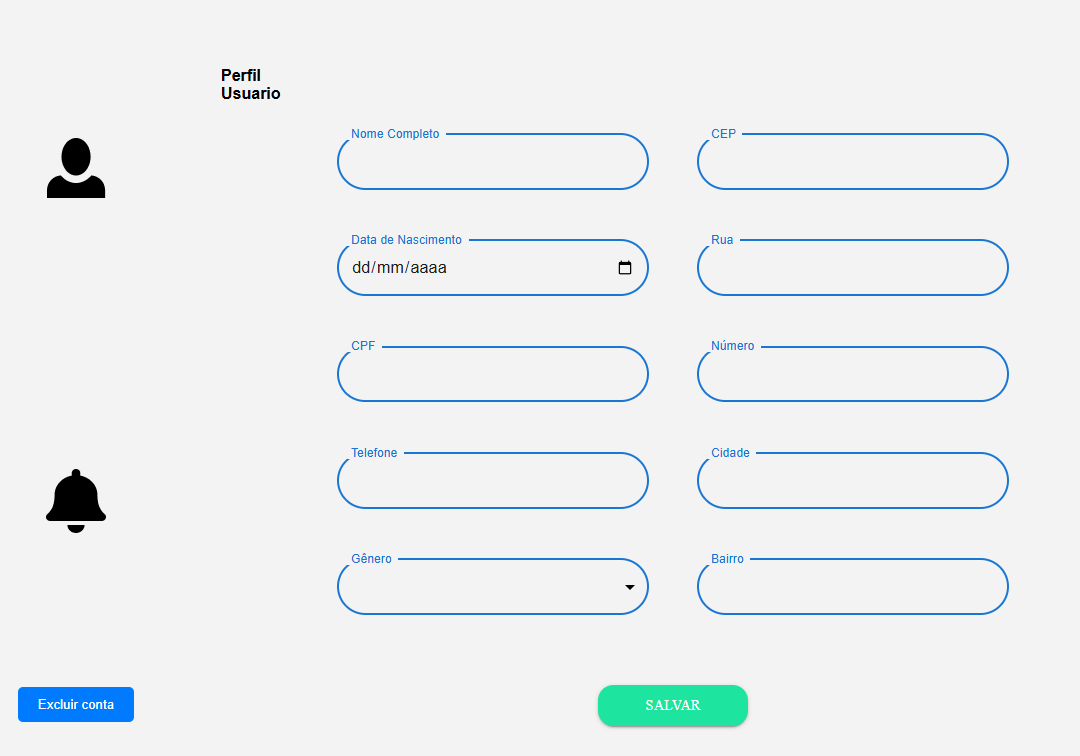 Perfil
Usuario
Nome Completo
CEP
Data de Nascimento
dd/mm/aaaa
Rua
CPF
Número
Telefone
Cidade
Gênero
Bairro
Excluir conta
SALVAR